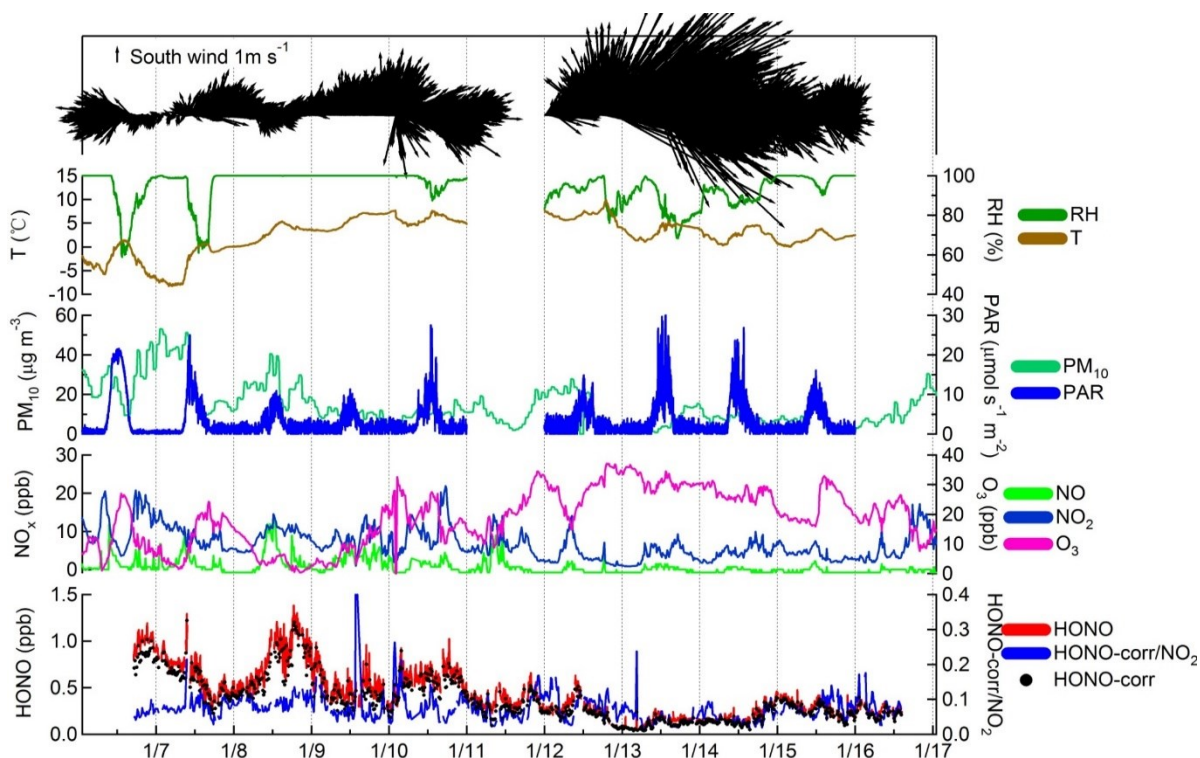 South wind 1m s⁻¹
15
10
5
0
-5
-10
T (℃)
100
80
60
40
RH (%)
RH
T
60
40
20
0
PM₁₀ (μg m⁻³)
30
20
10
0
PAR (μmol s⁻¹ m⁻²)
PM₁₀
PAR
30
20
10
0
NOₓ (ppb)
40
30
20
10
0
O₃ (ppb)
NO
NO₂
O₃
1.5
1.0
0.5
0.0
HONO (ppb)
0.4
0.3
0.2
0.1
0.0
HONO-corr/NO₂
HONO
HONO-corr/NO₂
HONO-corr
1/7 1/8 1/9 1/10 1/11 1/12 1/13 1/14 1/15 1/16 1/17